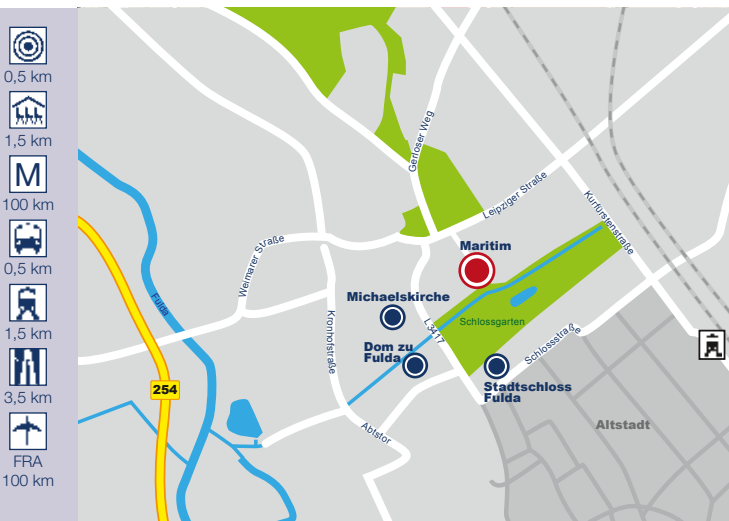 0,5 km
1,5 km
M
100 km
0,5 km
1,5 km
3,5 km
FRA
100 km
Gerloser Weg
Leipziger Straße
Kurfürstenstraße
Maritim
Weimarer Straße
Fulda
Michaelskirche
Kronhofstraße
L3417
Schlossgarten
Schlossstraße
Dom zu
Fulda
254
Stadtschloss
Fulda
Abtstor
Altstadt